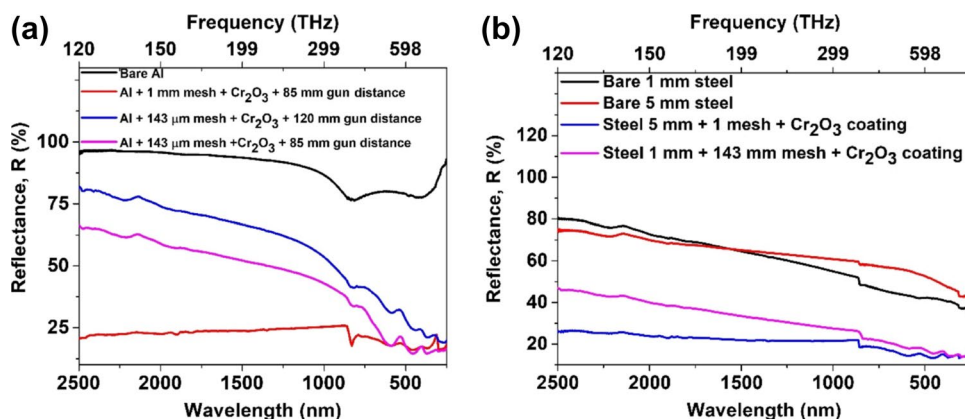 (a)
Frequency (THz)
120 150 199 299 598
Bare Al
Al + 1 mm mesh + Cr₂O₃ + 85 mm gun distance
Al + 143 μm mesh + Cr₂O₃ + 120 mm gun distance
Al + 143 μm mesh +Cr₂O₃ + 85 mm gun distance
Reflectance, R (%)
100
75
50
25
2500 2000 1500 1000 500
Wavelength (nm)
(b)
Frequency (THz)
120 150 199 299 598
Bare 1 mm steel
Bare 5 mm steel
Steel 5 mm + 1 mesh + Cr₂O₃ coating
Steel 1 mm + 143 mm mesh + Cr₂O₃ coating
Reflectance, R (%)
120
100
80
60
40
20
2500 2000 1500 1000 500
Wavelength (nm)